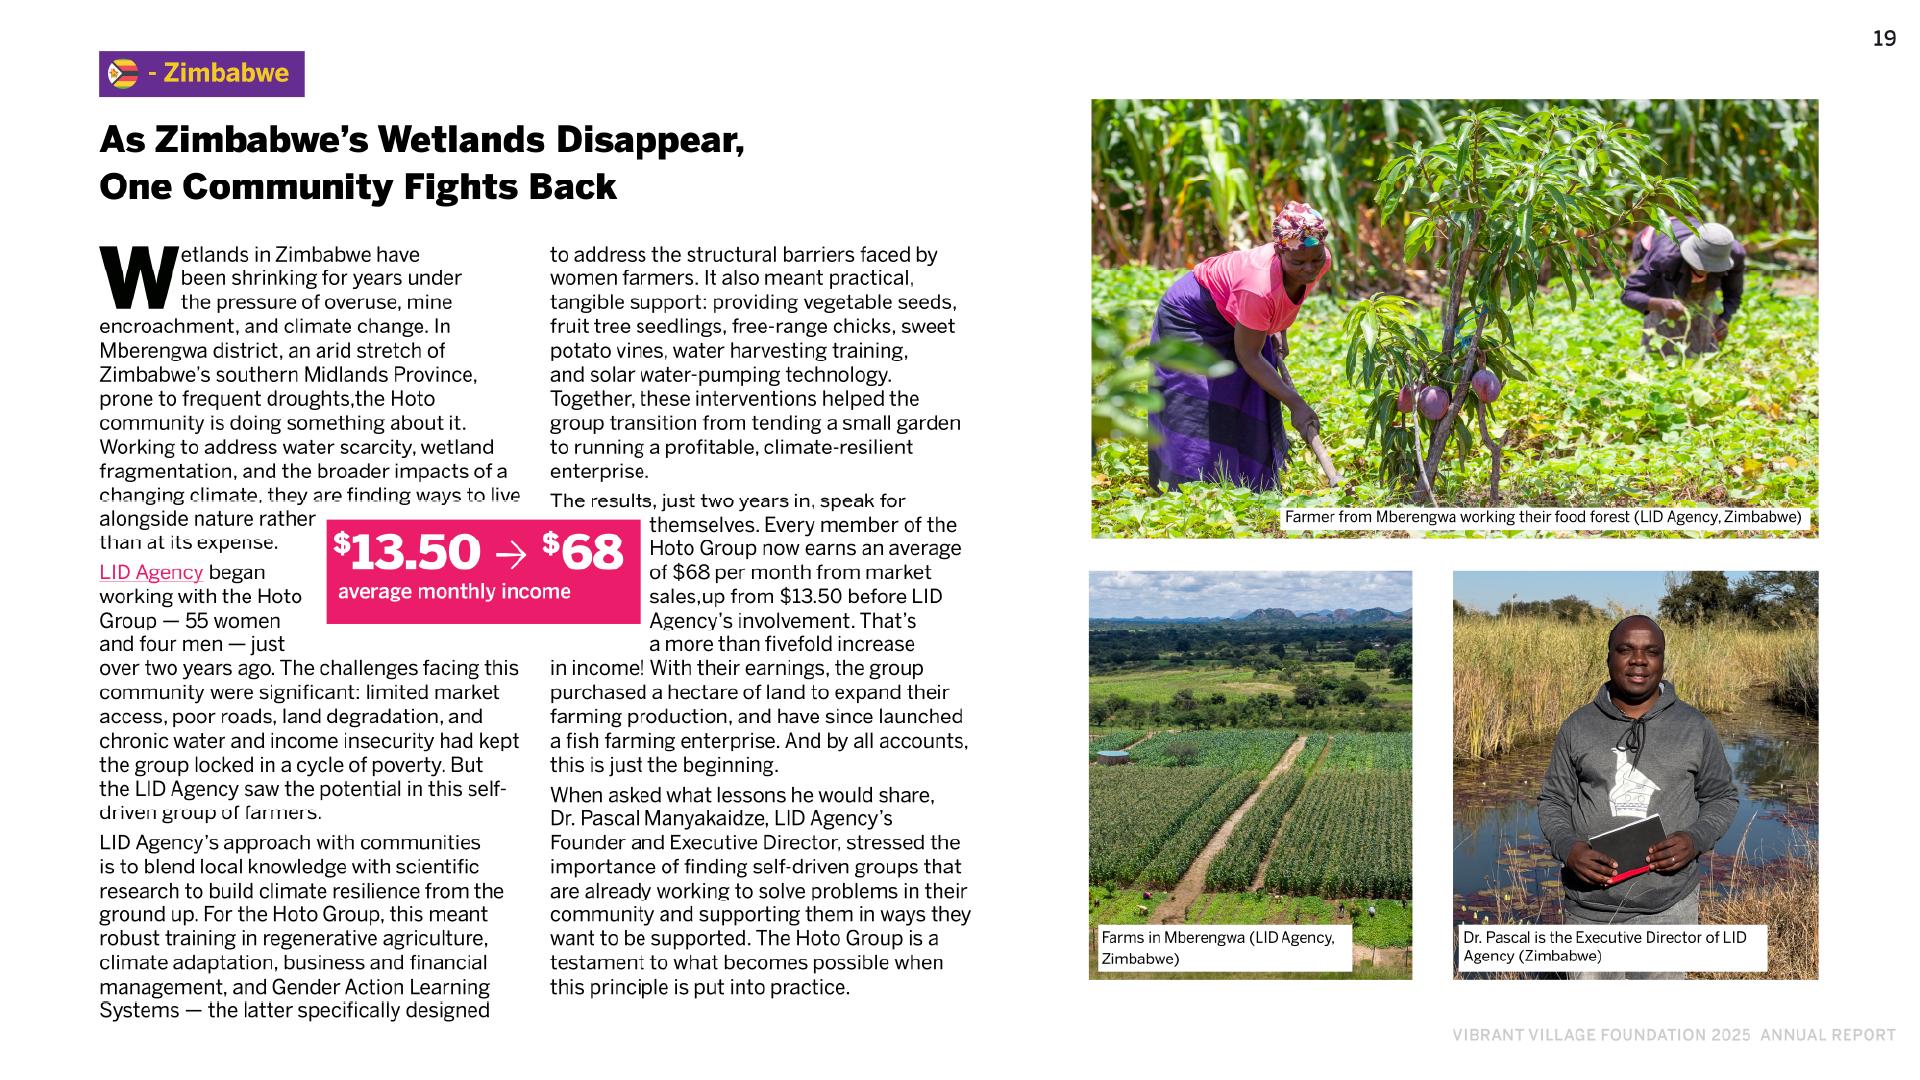 19
- Zimbabwe
As Zimbabwe's Wetlands Disappear,
One Community Fights Back
Wetlands in Zimbabwe have
been shrinking for years under
the pressure of overuse, mine
encroachment, and climate change. In
Mberengwa district, an arid stretch of
Zimbabwe's southern Midlands Province,
prone to frequent droughts,the Hoto
community is doing something about it.
Working to address water scarcity, wetland
fragmentation, and the broader impacts of a
changing climate, they are finding ways to live
alongside nature rather
than at its expense.
LID Agency began
working with the Hoto
Group — 55 women
and four men — just
over two years ago. The challenges facing this
community were significant: limited market
access, poor roads, land degradation, and
chronic water and income insecurity had kept
the group locked in a cycle of poverty. But
the LID Agency saw the potential in this self-
driven group of farmers.
LID Agency's approach with communities
is to blend local knowledge with scientific
research to build climate resilience from the
ground up. For the Hoto Group, this meant
robust training in regenerative agriculture,
climate adaptation, business and financial
management, and Gender Action Learning
Systems — the latter specifically designed
$13.50 → $68
average monthly income
to address the structural barriers faced by
women farmers. It also meant practical,
tangible support: providing vegetable seeds,
fruit tree seedlings, free-range chicks, sweet
potato vines, water harvesting training,
and solar water-pumping technology.
Together, these interventions helped the
group transition from tending a small garden
to running a profitable, climate-resilient
enterprise.
The results, just two years in, speak for
themselves. Every member of the
Hoto Group now earns an average
of $68 per month from market
sales,up from $13.50 before LID
Agency's involvement. That's
a more than fivefold increase
in income! With their earnings, the group
purchased a hectare of land to expand their
farming production, and have since launched
a fish farming enterprise. And by all accounts,
this is just the beginning.
When asked what lessons he would share,
Dr. Pascal Manyakaidze, LID Agency's
Founder and Executive Director, stressed the
importance of finding self-driven groups that
are already working to solve problems in their
community and supporting them in ways they
want to be supported. The Hoto Group is a
testament to what becomes possible when
this principle is put into practice.
Farmer from Mberengwa working their food forest (LID Agency, Zimbabwe)
Farms in Mberengwa (LID Agency,
Zimbabwe)
Dr. Pascal is the Executive Director of LID
Agency (Zimbabwe)
VIBRANT VILLAGE FOUNDATION 2025 ANNUAL REPORT